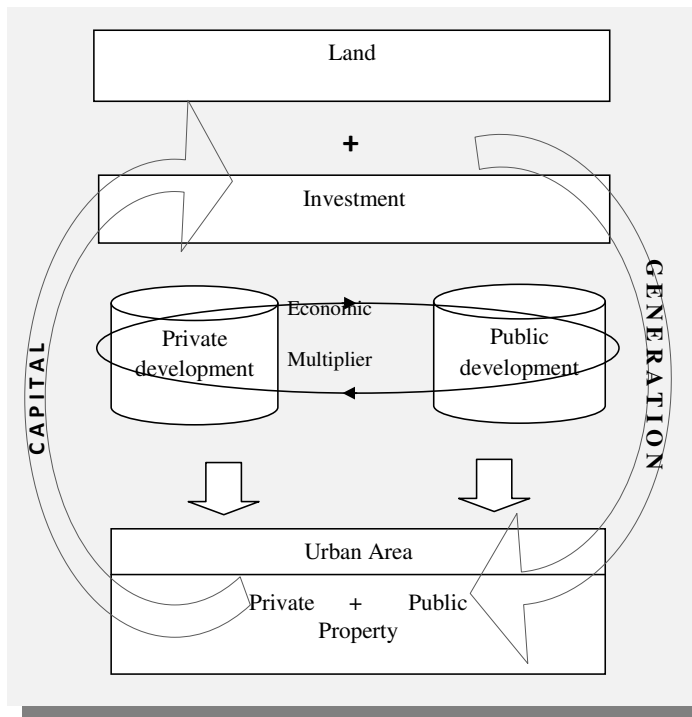 Land
+
Investment
Economic
Private
development
Multiplier
Public
development
CAPITAL
GENERATION
Urban Area
Private + Public
Property